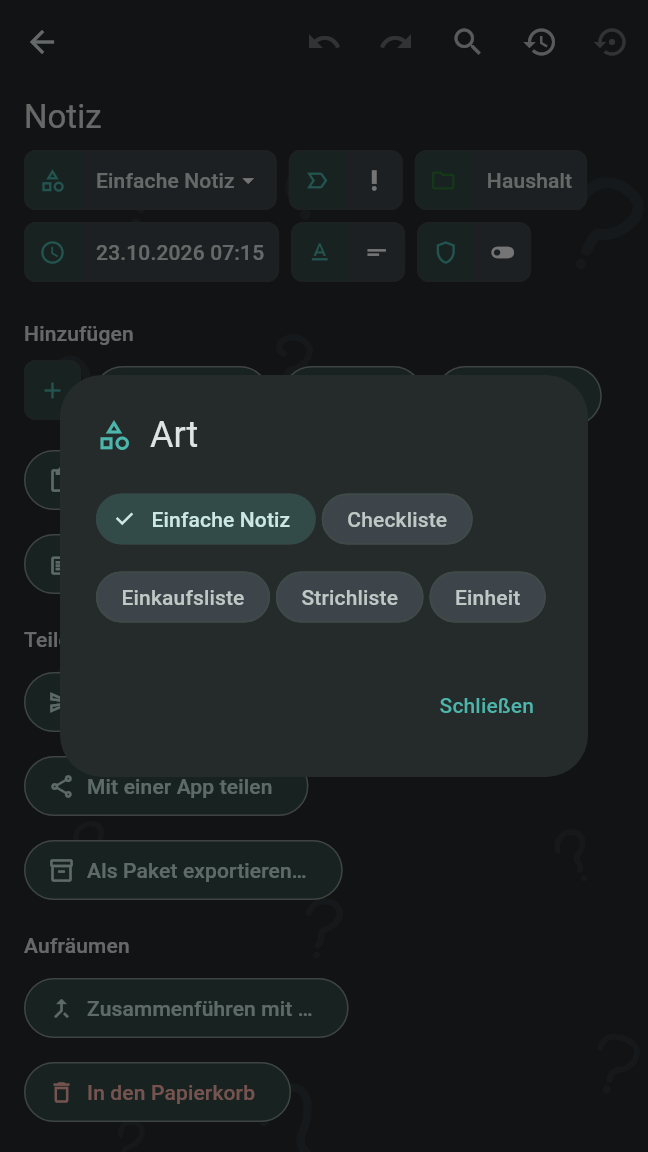 Notiz
Einfache Notiz
Haushalt
23.10.2026 07:15
Hinzufügen
Art
Einfache Notiz
Checkliste
Einkaufsliste
Strichliste
Einheit
Schließen
Mit einer App teilen
Als Paket exportieren...
Aufräumen
Zusammenführen mit ...
In den Papierkorb